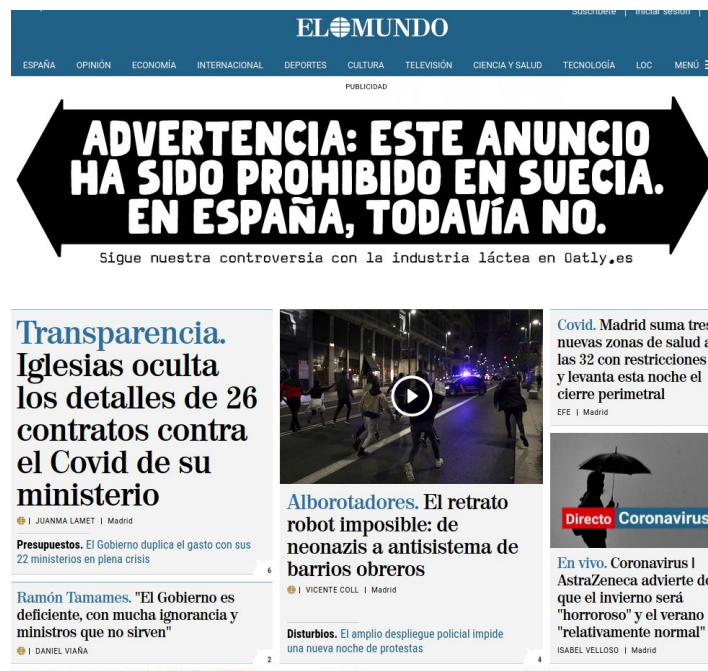 Suscríbete | Iniciar sesión |
EL MUNDO
ESPAÑA OPINIÓN ECONOMÍA INTERNACIONAL DEPORTES CULTURA TELEVISIÓN CIENCIA Y SALUD TECNOLOGÍA LOC MENÚ
PUBLICIDAD
ADVERTENCIA: ESTE ANUNCIO
HA SIDO PROHIBIDO EN SUECIA.
EN ESPAÑA, TODAVÍA NO.
Sigue nuestra controversia con la industria láctea en Oatly.es
Transparencia.
Iglesias oculta
los detalles de 26
contratos contra
el Covid de su
ministerio
| JUANMA LAMET | Madrid
Presupuestos. El Gobierno duplica el gasto con sus
22 ministerios en plena crisis
6
Ramón Tamames. "El Gobierno es
deficiente, con mucha ignorancia y
ministros que no sirven"
| DANIEL VIAÑA
2
Alborotadores. El retrato
robot imposible: de
neonazis a antisistema de
barrios obreros
| VICENTE COLL | Madrid
Disturbios. El amplio despliegue policial impide
una nueva noche de protestas
4
Covid. Madrid suma tres
nuevas zonas de salud a
las 32 con restricciones
y levanta esta noche el
cierre perimetral
EFE | Madrid
Directo Coronavirus
En vivo. Coronavirus |
AstraZeneca advierte de
que el invierno será
"horroroso" y el verano
"relativamente normal"
ISABEL VELLOSO | Madrid